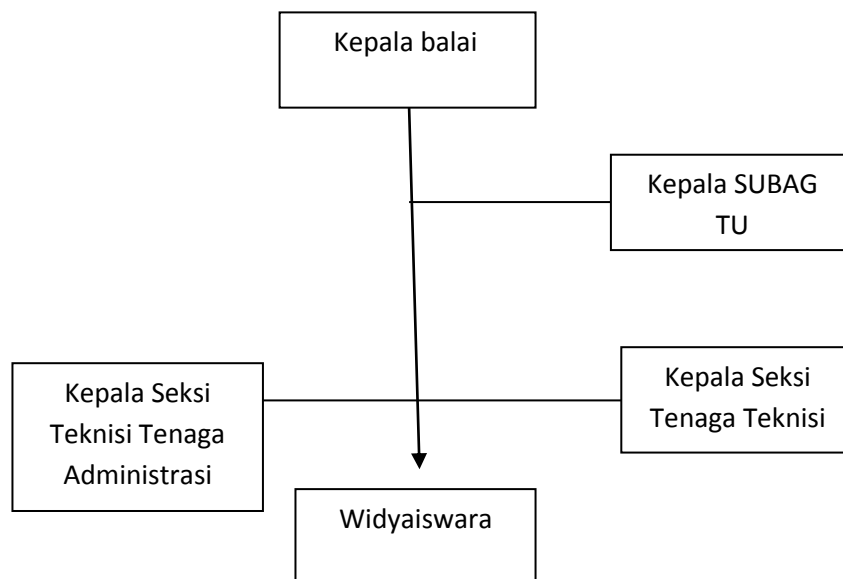 Kepala balai
Kepala SUBAG
TU
Kepala Seksi
Teknisi Tenaga
Administrasi
Kepala Seksi
Tenaga Teknisi
Widyaiswara